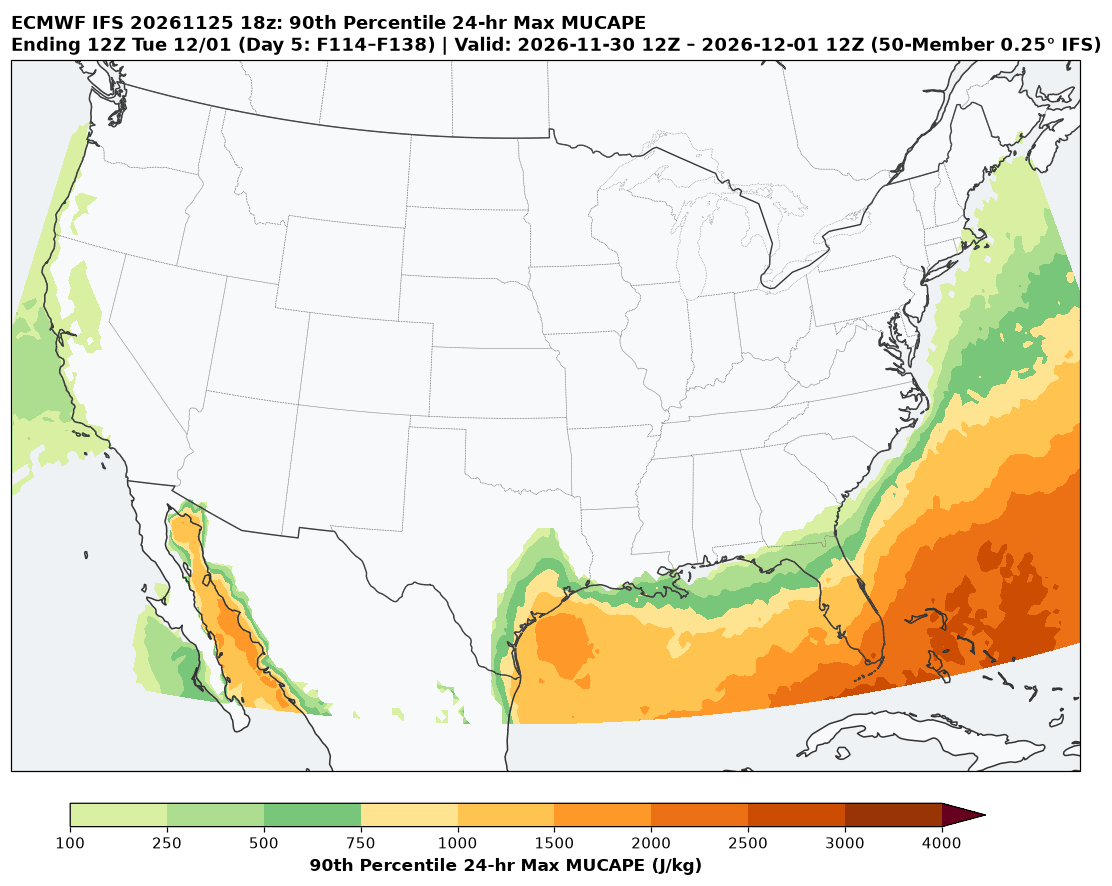 ECMWF IFS 20261125 18z: 90th Percentile 24-hr Max MUCAPE
Ending 12Z Tue 12/01 (Day 5: F114–F138) | Valid: 2026-11-30 12Z – 2026-12-01 12Z (50-Member 0.25° IFS)
100 250 500 750 1000 1500 2000 2500 3000 4000
90th Percentile 24-hr Max MUCAPE (J/kg)